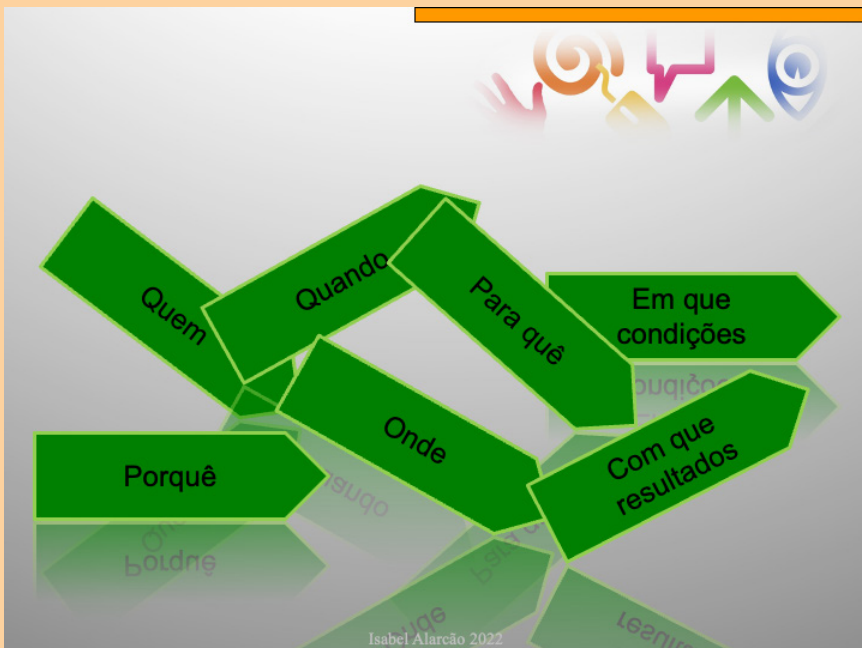 Quem
Quando
Para quê
Em que
condições
Porquê
Onde
Com que
resultados
Isabel Alarcão 2022